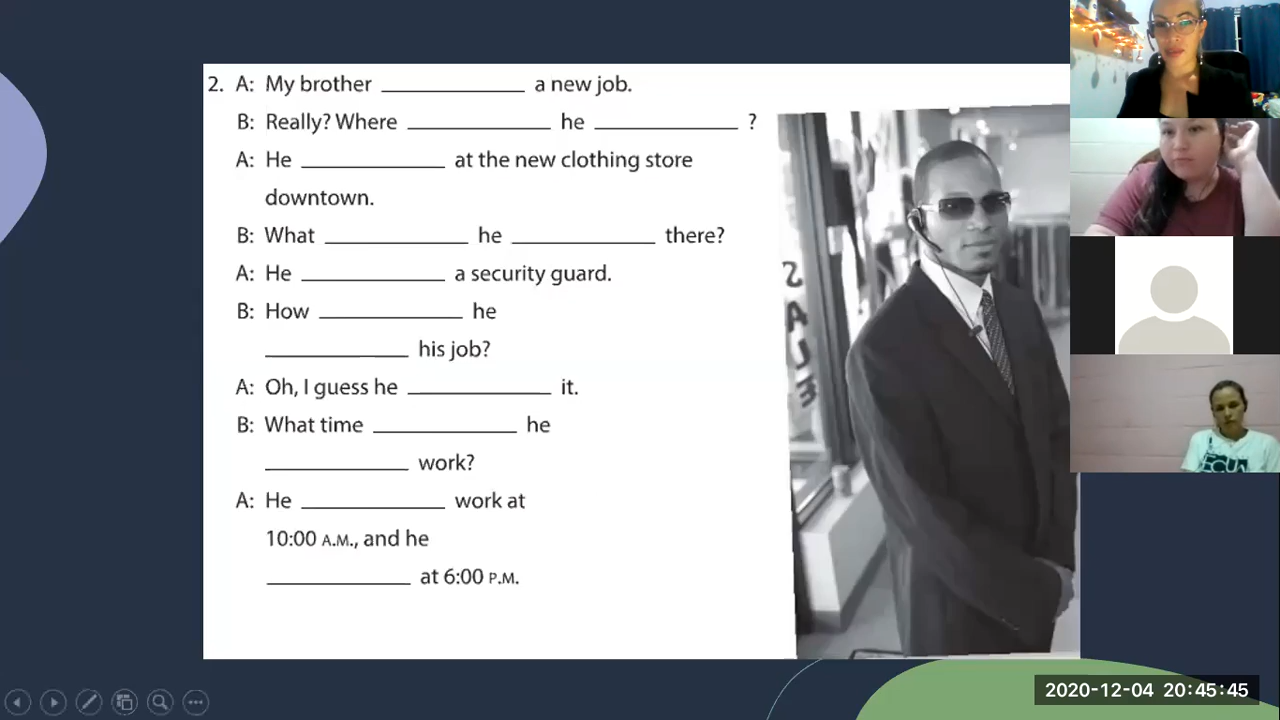 2. A: My brother ______________ a new job.
B: Really? Where ______________ he ______________ ?
A: He ______________ at the new clothing store
downtown.
B: What ______________ he ______________ there?
A: He ______________ a security guard.
B: How ______________ he
______________ his job?
A: Oh, I guess he ______________ it.
B: What time ______________ he
______________ work?
A: He ______________ work at
10:00 A.M., and he
______________ at 6:00 P.M.
SALE
2020-12-04 20:45:45